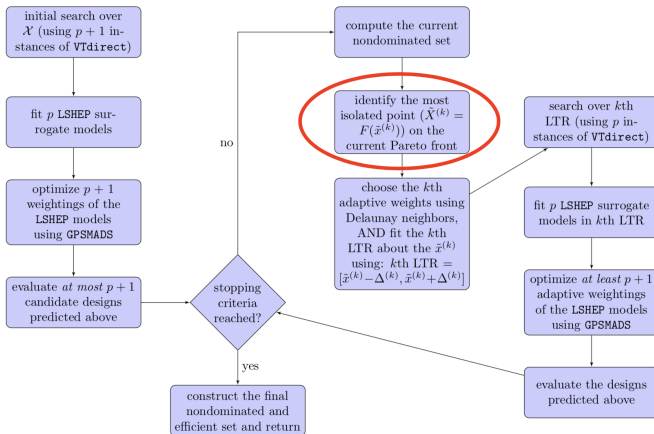 initial search over
𝒳 (using p + 1 in-
stances of VTdirect)
fit p LSHEP sur-
rogate models
optimize p + 1
weightings of the
LSHEP models
using GPSMADS
evaluate at most p + 1
candidate designs
predicted above
stopping
criteria
reached?
no
yes
construct the final
nondominated and
efficient set and return
compute the current
nondominated set
identify the most
isolated point (X̃^(k) =
F(x̃^(k))) on the
current Pareto front
choose the kth
adaptive weights using
Delaunay neighbors,
AND fit the kth
LTR about the x̃^(k)
using: kth LTR =
[x̃^(k)−Δ^(k), x̃^(k)+Δ^(k)]
search over kth
LTR (using p in-
stances of VTdirect)
fit p LSHEP surrogate
models in kth LTR
optimize at least p + 1
adaptive weightings
of the LSHEP models
using GPSMADS
evaluate the designs
predicted above